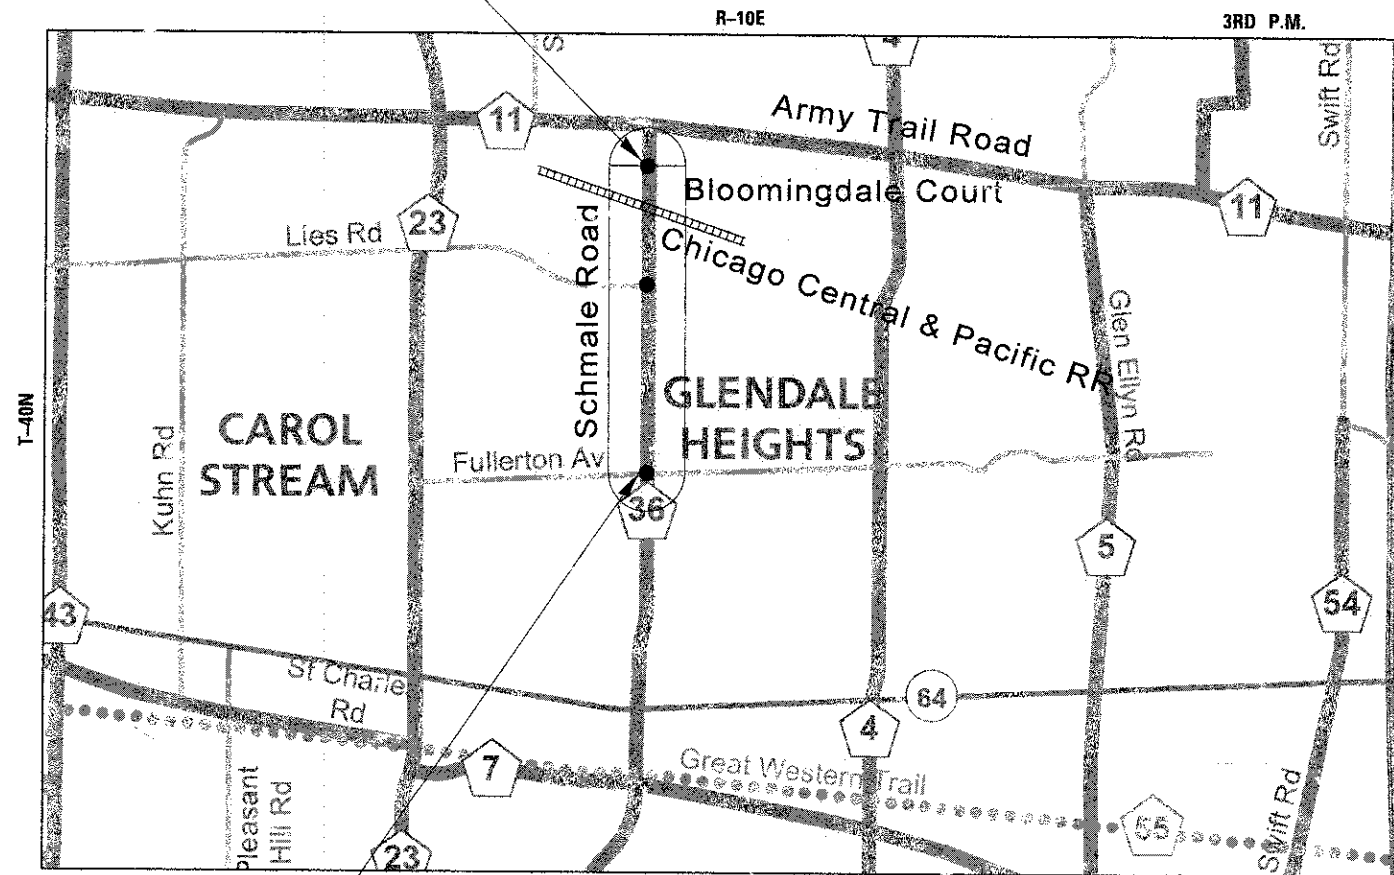 R-10E
3RD P.M.
S
4
Swift Rd
11
Army Trail Road
Bloomingdale Court
11
23
Lies Rd
Schmale Road
Chicago Central & Pacific RR
Glen Ellyn Rd
T-40N
CAROL
STREAM
GLENDALE
HEIGHTS
Kuhn Rd
Fullerton Av
36
5
43
54
St Charle
Rd
64
4
7
Great Western Trail
Pleasant
Hill Rd
55
Swift Rd
23